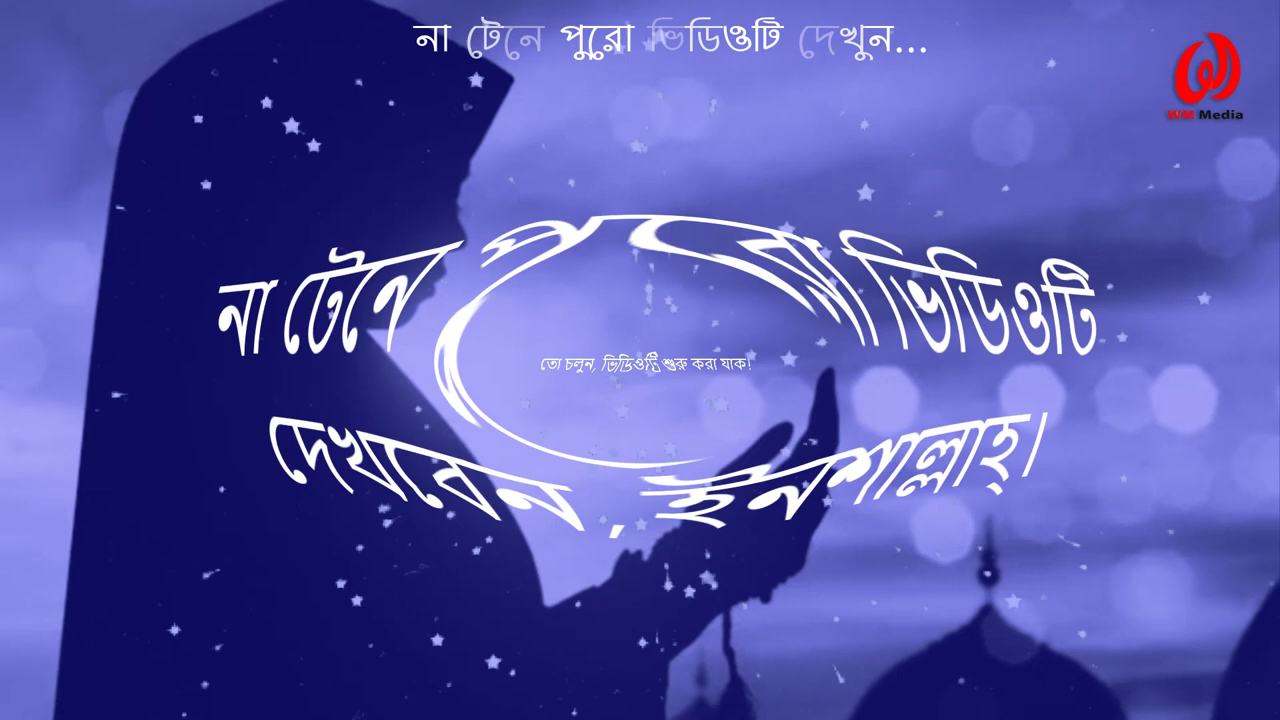 না টেনে পুরো ভিডিওটি দেখুন...
WM Media
না টেনে পুরো ভিডিওটি
তো চলুন, ভিডিওটি শুরু করা যাক!
দেখবেন, ইনশাল্লাহ্।